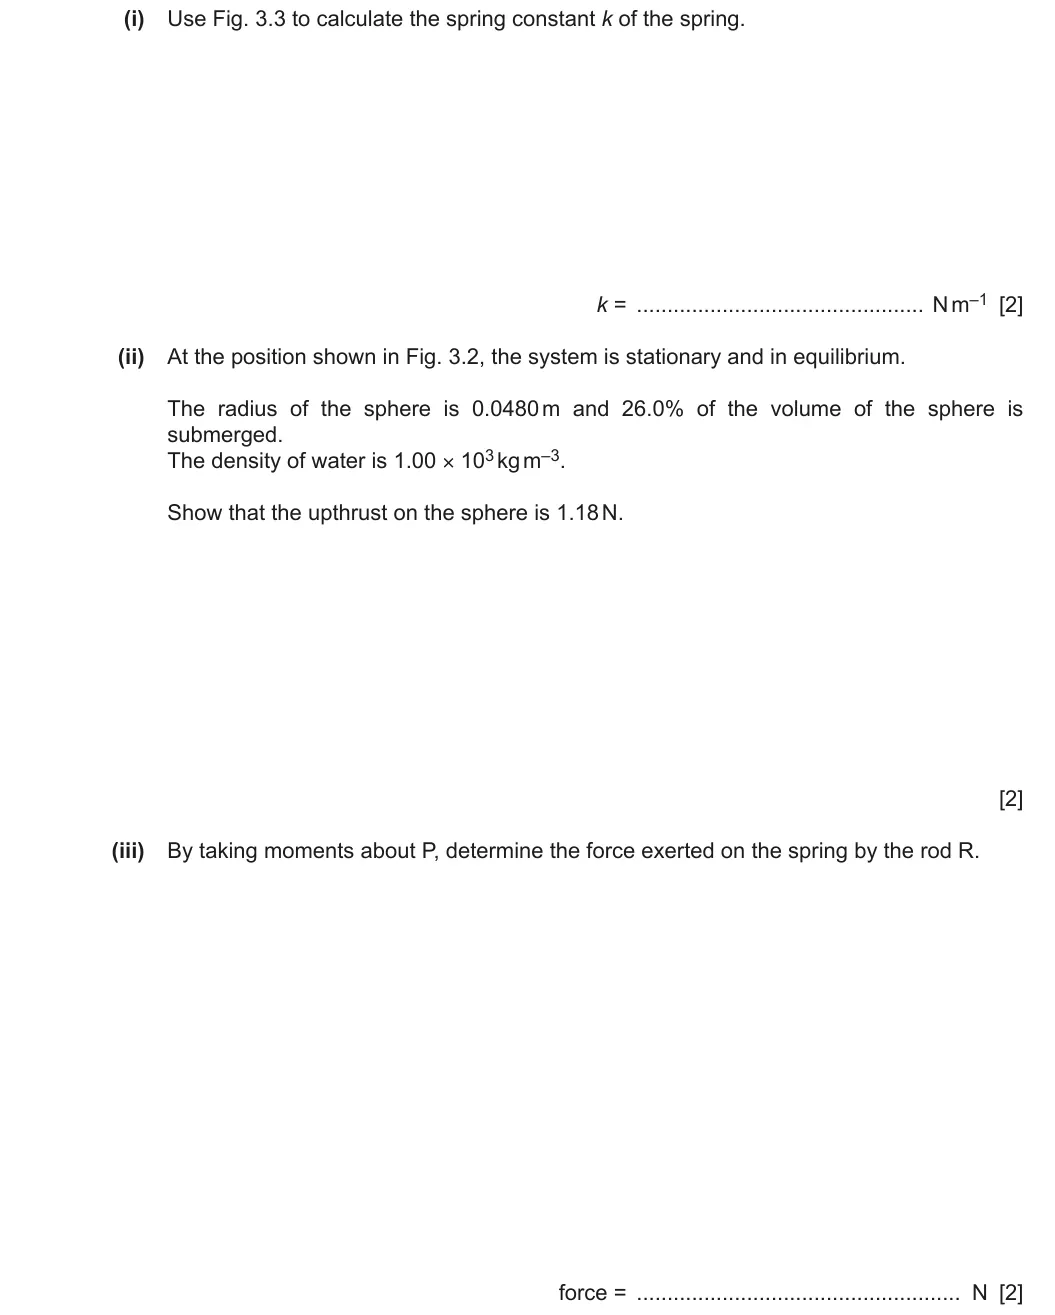 (i) Use Fig. 3.3 to calculate the spring constant k of the spring.
k = ............................................... N m⁻¹ [2]
(ii) At the position shown in Fig. 3.2, the system is stationary and in equilibrium.
The radius of the sphere is 0.0480 m and 26.0% of the volume of the sphere is
submerged.
The density of water is 1.00 × 10³ kg m⁻³.
Show that the upthrust on the sphere is 1.18 N.
[2]
(iii) By taking moments about P, determine the force exerted on the spring by the rod R.
force = ..................................................... N [2]